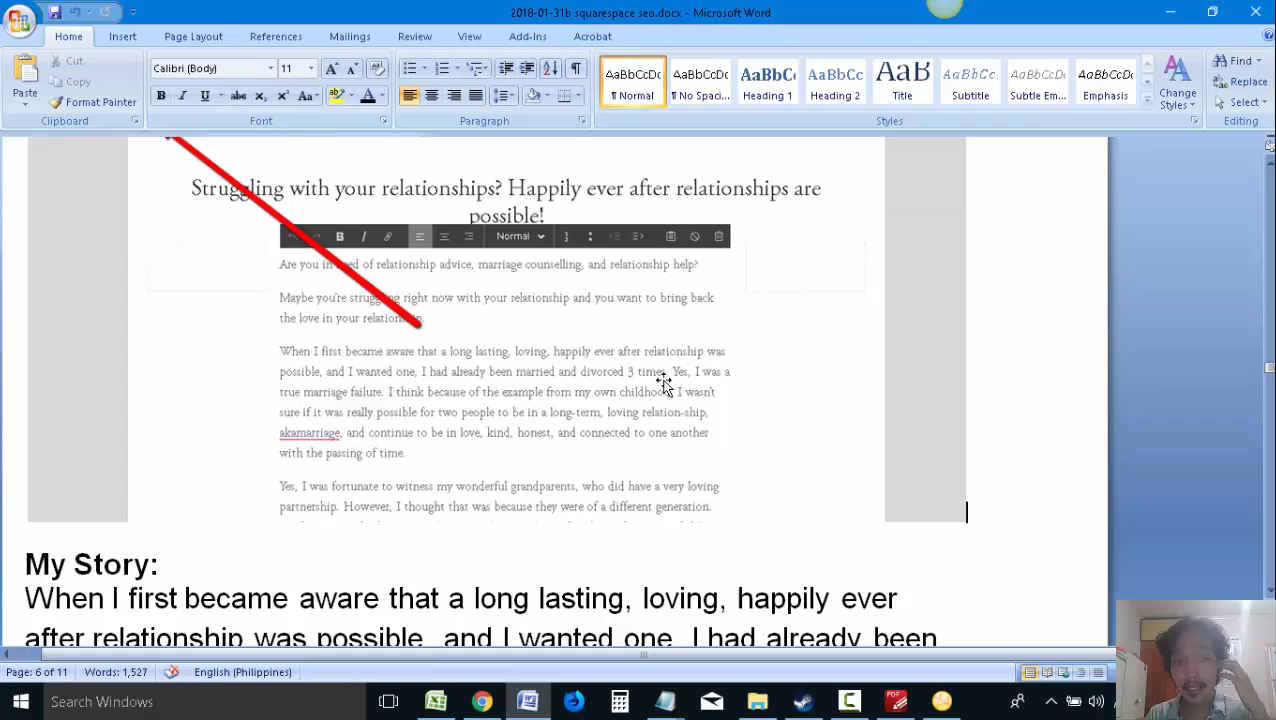 2018-01-31b squarespace seo.docx - Microsoft Word
Home Insert Page Layout References Mailings Review View Add-Ins Acrobat
Paste
Cut
Copy
Format Painter
Clipboard
Calibri (Body) 11
Font
Paragraph
AaBbCcDc AaBbCcDc AaBbCc AaBbCc AaB AaBbCc. AaBbCcDc AaBbCcDc
¶ Normal ¶ No Spaci... Heading 1 Heading 2 Title Subtitle Subtle Em... Emphasis
Change
Styles
Styles
Find
Replace
Select
Editing
Struggling with your relationships? Happily ever after relationships are
possible!
B I Normal
Are you in need of relationship advice, marriage counselling, and relationship help?
Maybe you're struggling right now with your relationship and you want to bring back
the love in your relationship.
When I first became aware that a long lasting, loving, happily ever after relationship was
possible, and I wanted one, I had already been married and divorced 3 times. Yes, I was a
true marriage failure. I think because of the example from my own childhood, I wasn't
sure if it was really possible for two people to be in a long-term, loving relation-ship,
akamarriage, and continue to be in love, kind, honest, and connected to one another
with the passing of time.
Yes, I was fortunate to witness my wonderful grandparents, who did have a very loving
partnership. However, I thought that was because they were of a different generation.
My Story:
When I first became aware that a long lasting, loving, happily ever
after relationship was possible, and I wanted one, I had already been
Page: 6 of 11 Words: 1,527 English (Philippines)
Search Windows